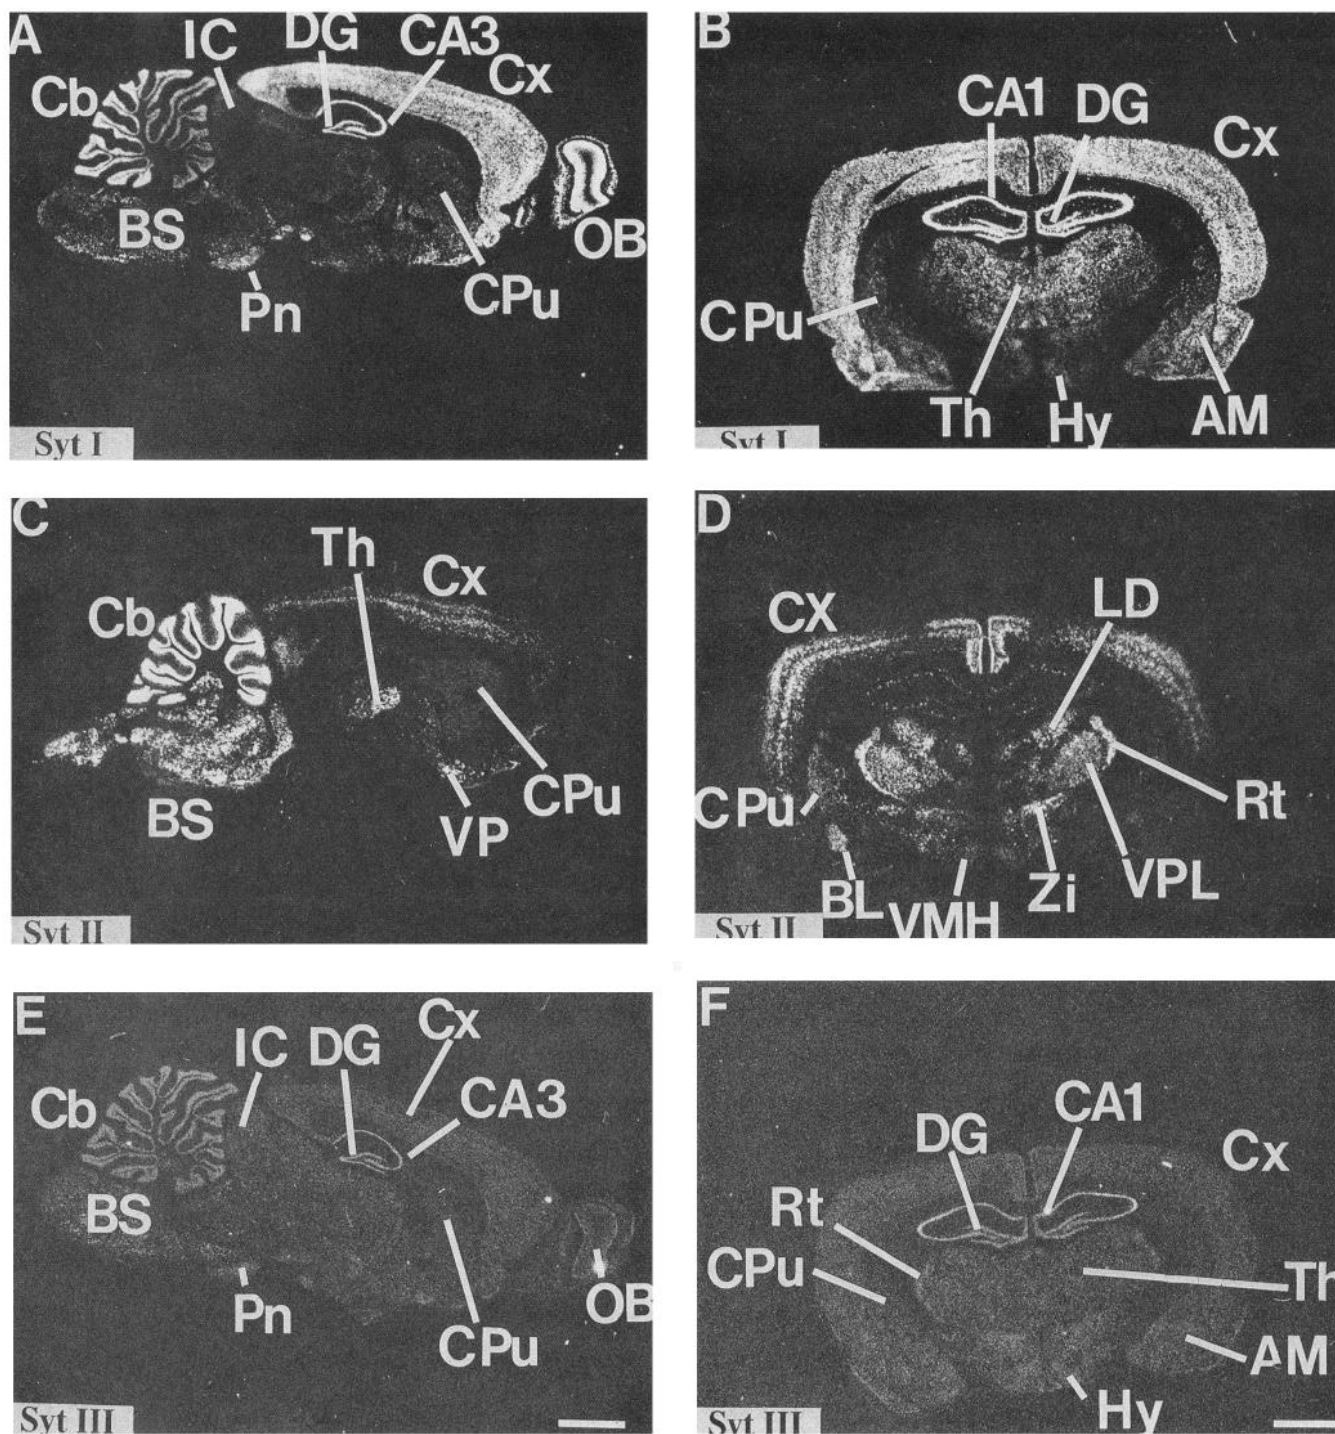 A
IC
DG
CA3
Cx
Cb
BS
OB
Pn
CPu
Syt I
B
CA1
DG
Cx
CPu
Th
Hy
AM
Syt I
C
Th
Cx
Cb
BS
VP
CPu
Syt II
D
CX
LD
CPu
Rt
BL
VMH
Zi
VPL
Syt II
E
IC
DG
Cx
Cb
CA3
BS
Pn
CPu
OB
Syt III
F
CA1
DG
Cx
Rt
CPu
Th
AM
Hy
Syt III